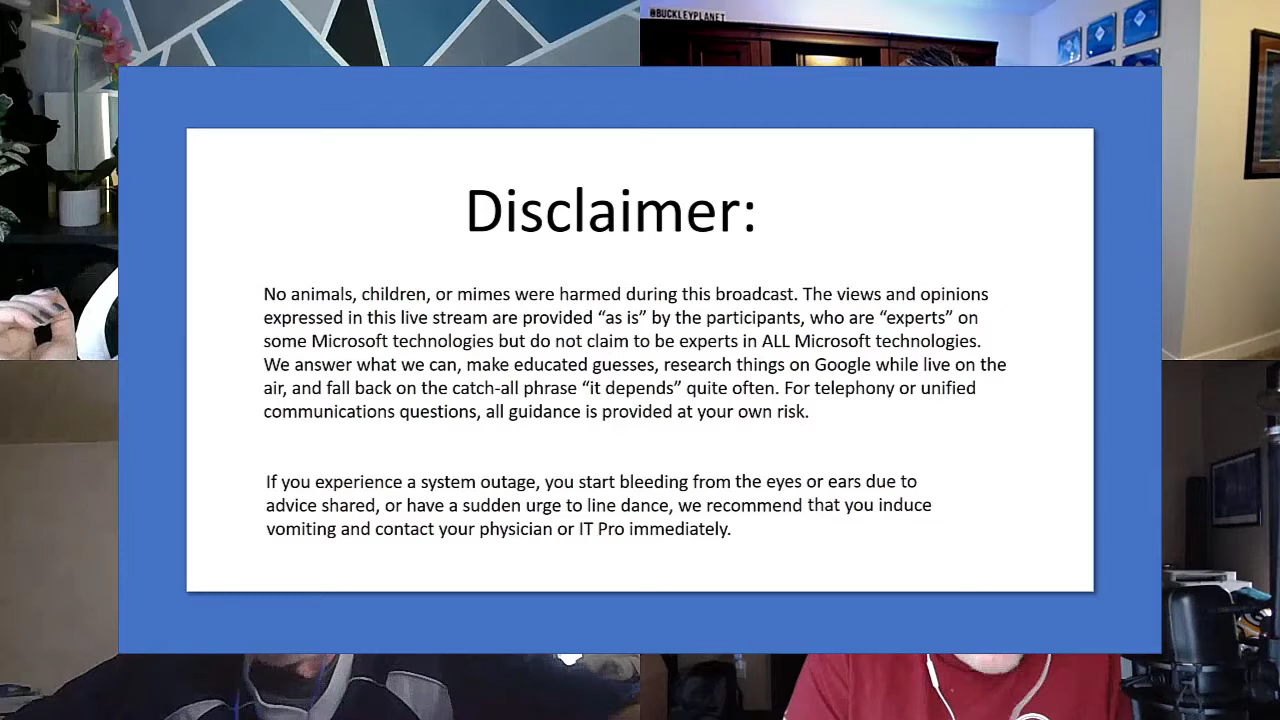 @BUCKLEYPLANET
Disclaimer:
No animals, children, or mimes were harmed during this broadcast. The views and opinions
expressed in this live stream are provided “as is” by the participants, who are “experts” on
some Microsoft technologies but do not claim to be experts in ALL Microsoft technologies.
We answer what we can, make educated guesses, research things on Google while live on the
air, and fall back on the catch-all phrase “it depends” quite often. For telephony or unified
communications questions, all guidance is provided at your own risk.
If you experience a system outage, you start bleeding from the eyes or ears due to
advice shared, or have a sudden urge to line dance, we recommend that you induce
vomiting and contact your physician or IT Pro immediately.